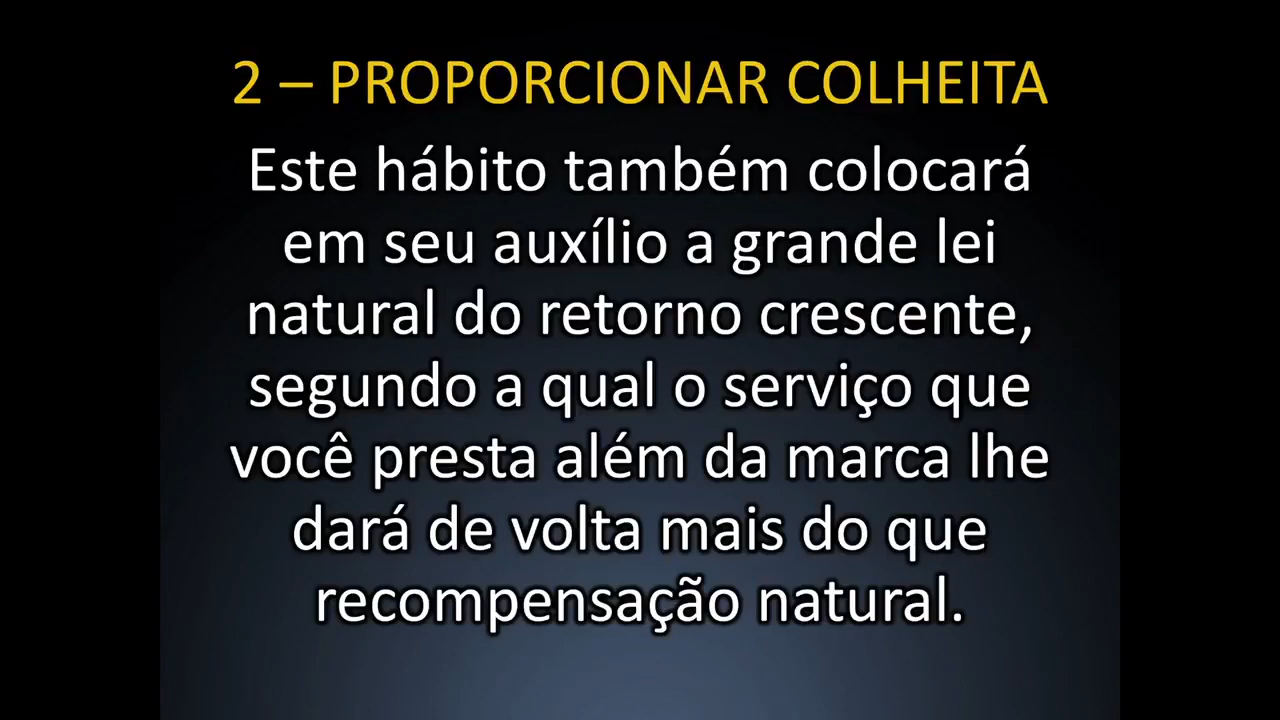 2 – PROPORCIONAR COLHEITA
Este hábito também colocará
em seu auxílio a grande lei
natural do retorno crescente,
segundo a qual o serviço que
você presta além da marca lhe
dará de volta mais do que
recompensação natural.